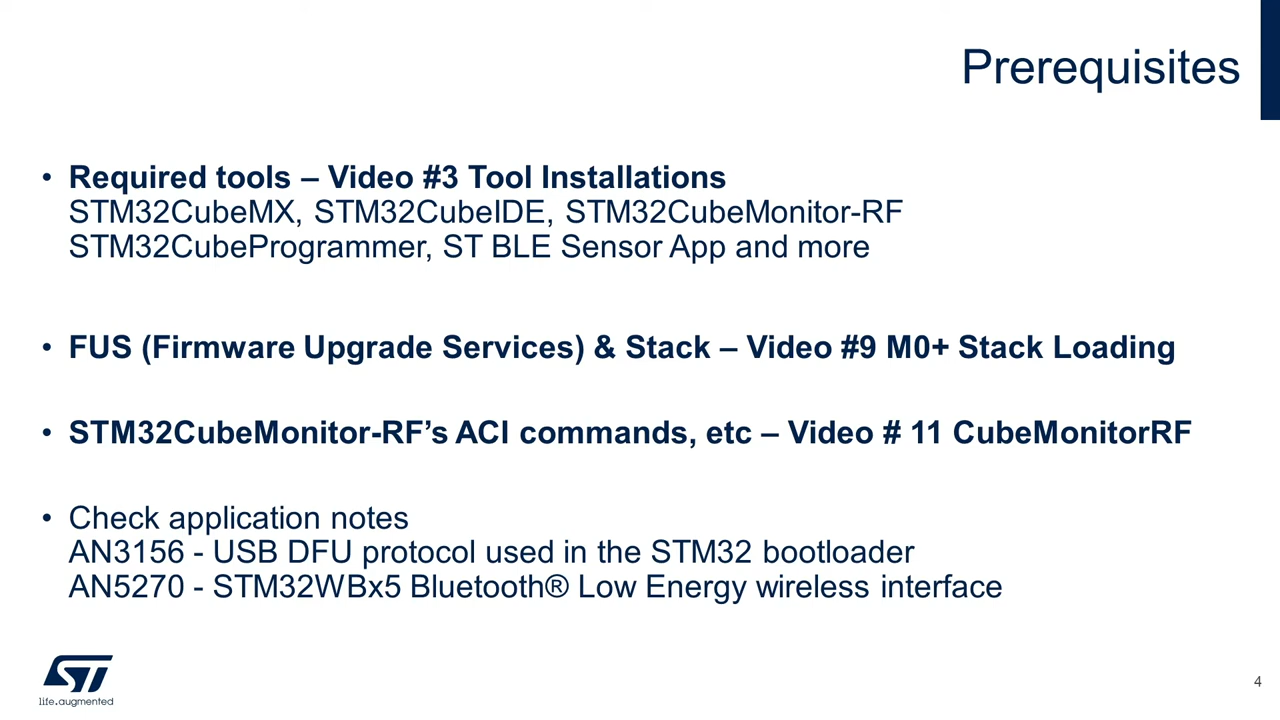 Prerequisites
• Required tools – Video #3 Tool Installations
STM32CubeMX, STM32CubeIDE, STM32CubeMonitor-RF
STM32CubeProgrammer, ST BLE Sensor App and more
• FUS (Firmware Upgrade Services) & Stack – Video #9 M0+ Stack Loading
• STM32CubeMonitor-RF’s ACI commands, etc – Video # 11 CubeMonitorRF
• Check application notes
AN3156 - USB DFU protocol used in the STM32 bootloader
AN5270 - STM32WBx5 Bluetooth® Low Energy wireless interface
ST
life.augmented
4